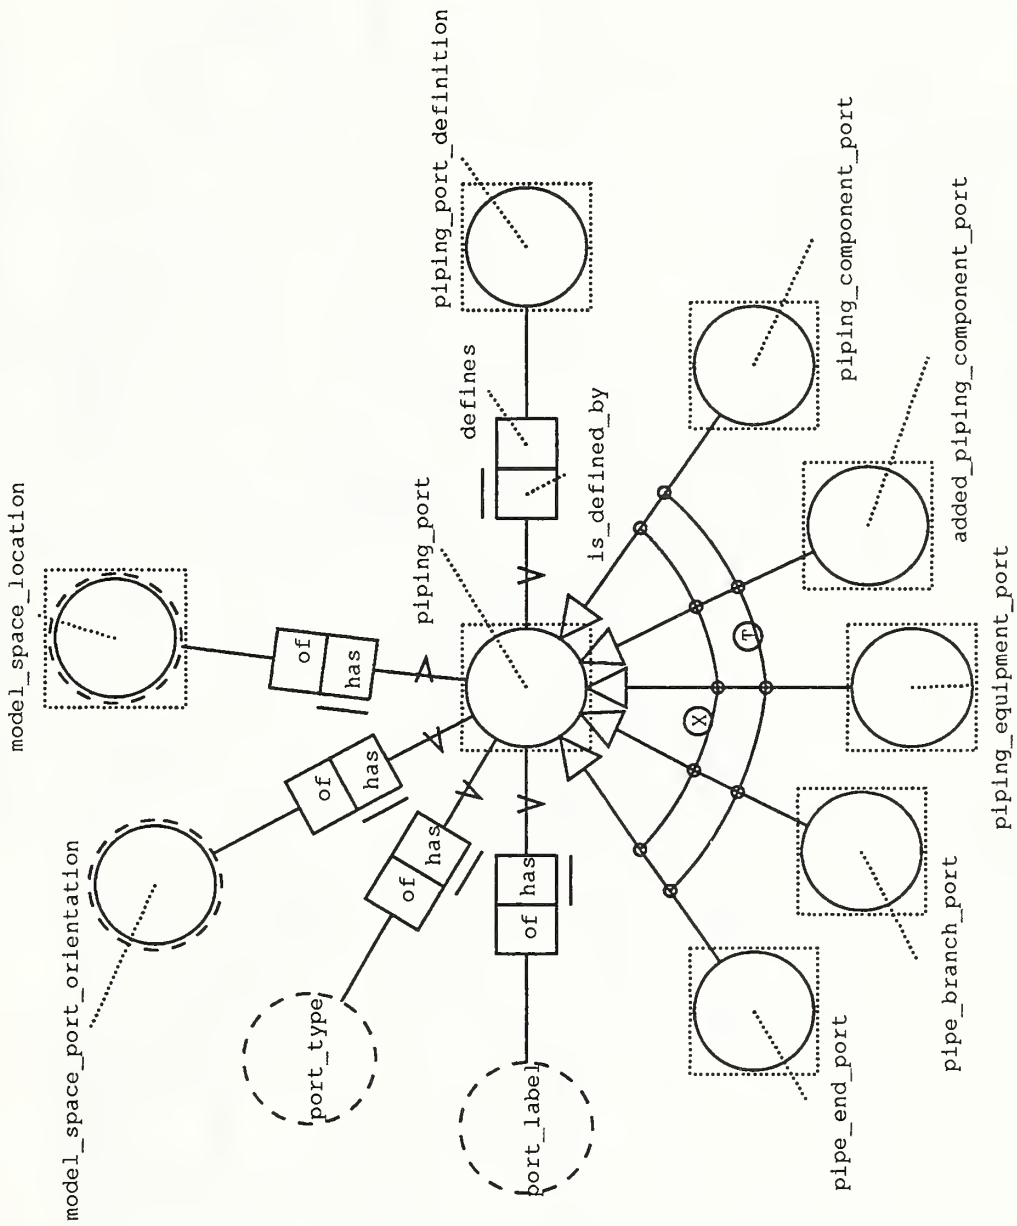 model_space_port_orientation
model_space_location
of
has
of
has
port_type
of
has
port_label
of
has
piping_port
defines
is_defined_by
piping_port_definition
X
T
pipe_end_port
pipe_branch_port
piping_equipment_port
added_piping_component_port
piping_component_port